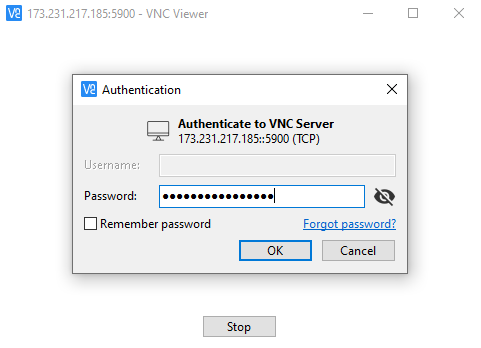 173.231.217.185:5900 - VNC Viewer
Authentication
Authenticate to VNC Server
173.231.217.185::5900 (TCP)
Username:
Password: ●●●●●●●●●●●●●●●●
Remember password
Forgot password?
OK Cancel
Stop